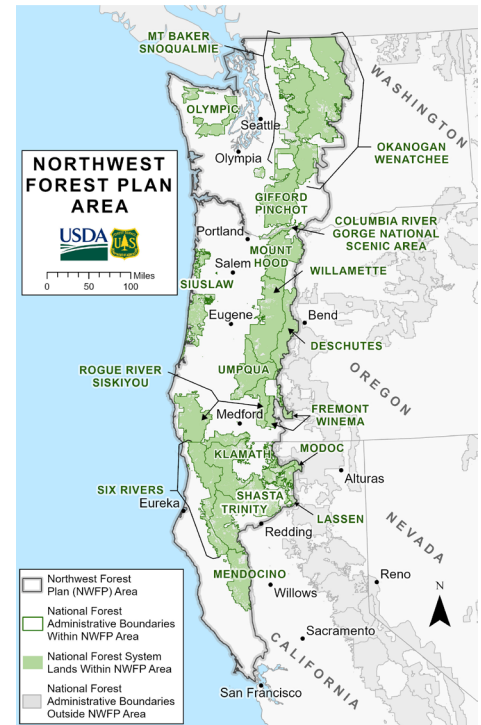 MT BAKER
SNOQUALMIE
WASHINGTON
OLYMPIC
Seattle
Olympia
OKANOGAN
WENATCHEE
NORTHWEST
FOREST PLAN
AREA
USDA
UAS
Miles
0 50 100
GIFFORD
PINCHOT
COLUMBIA RIVER
GORGE NATIONAL
SCENIC AREA
Portland
MOUNT
HOOD
Salem
WILLAMETTE
SIUSLAW
Eugene
Bend
DESCHUTES
OREGON
ROGUE RIVER
SISKIYOU
UMPQUA
Medford
FREMONT
WINEMA
KLAMATH
MODOC
Alturas
SIX RIVERS
Eureka
SHASTA
TRINITY
LASSEN
Redding
NEVADA
MENDOCINO
Willows
Reno
N
Sacramento
CALIFORNIA
San Francisco
Northwest Forest
Plan (NWFP) Area
National Forest
Administrative Boundaries
Within NWFP Area
National Forest System
Lands Within NWFP Area
National Forest
Administrative Boundaries
Outside NWFP Area